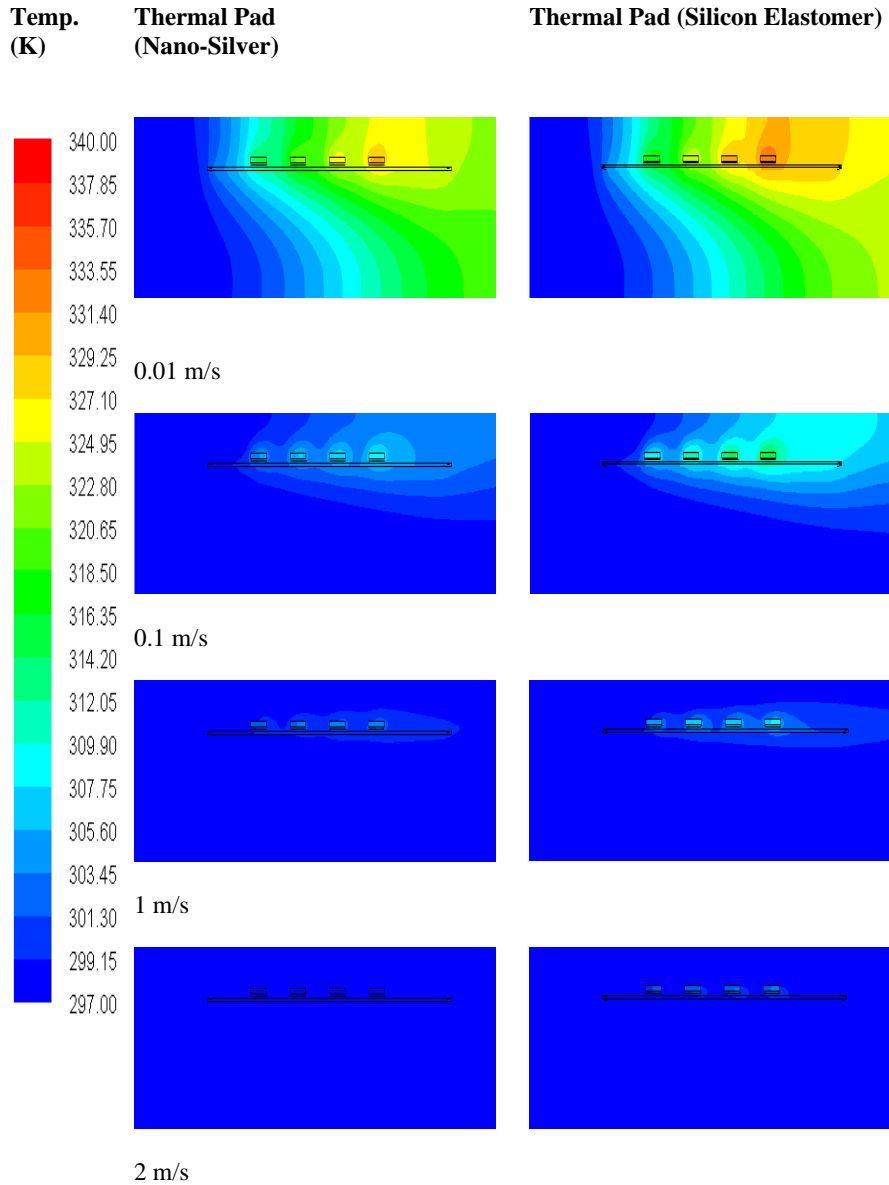 Temp.
(K)
Thermal Pad
(Nano-Silver)
Thermal Pad (Silicon Elastomer)
340.00
337.85
335.70
333.55
331.40
329.25
327.10
324.95
322.80
320.65
318.50
316.35
314.20
312.05
309.90
307.75
305.60
303.45
301.30
299.15
297.00
0.01 m/s
0.1 m/s
1 m/s
2 m/s